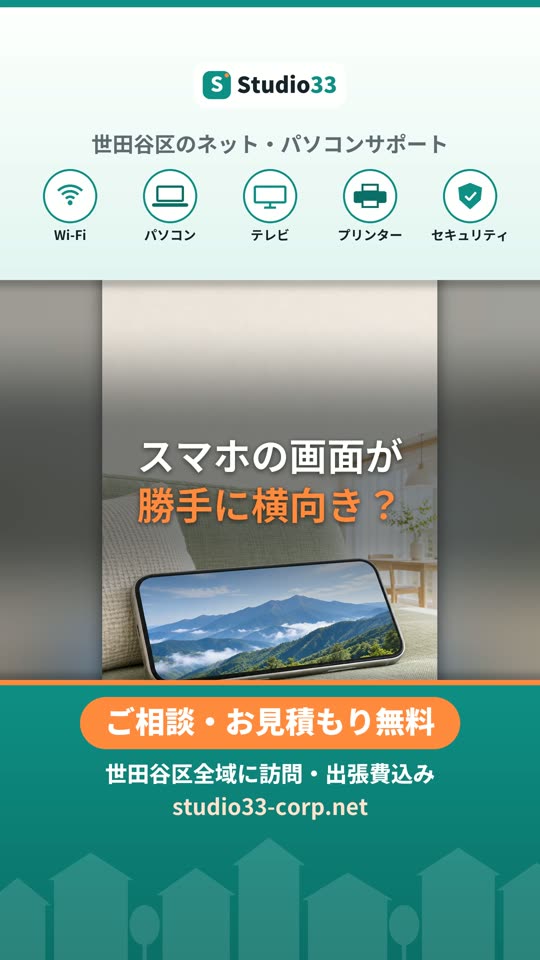 S Studio33
世田谷区のネット・パソコンサポート
Wi-Fi
パソコン
テレビ
プリンター
セキュリティ
スマホの画面が
勝手に横向き？
ご相談・お見積もり無料
世田谷区全域に訪問・出張費込み
studio33-corp.net